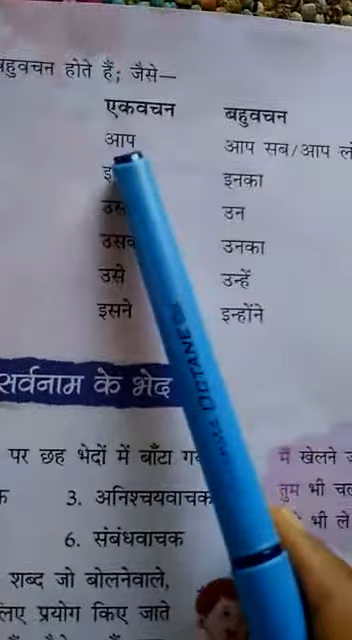 बहुवचन होते हैं; जैसे—
एकवचन बहुवचन
आप आप सब/आप
इनका
उन
उनका
उसे उन्हें
इसने इन्होंने
सर्वनाम के भेद
पर छह भेदों में बाँटा
मैं खेलने
3. अनिश्चयवाचक
तुम भी
6. संबंधवाचक
भी
शब्द जो बोलनेवाले,
लिए प्रयोग किए जाते